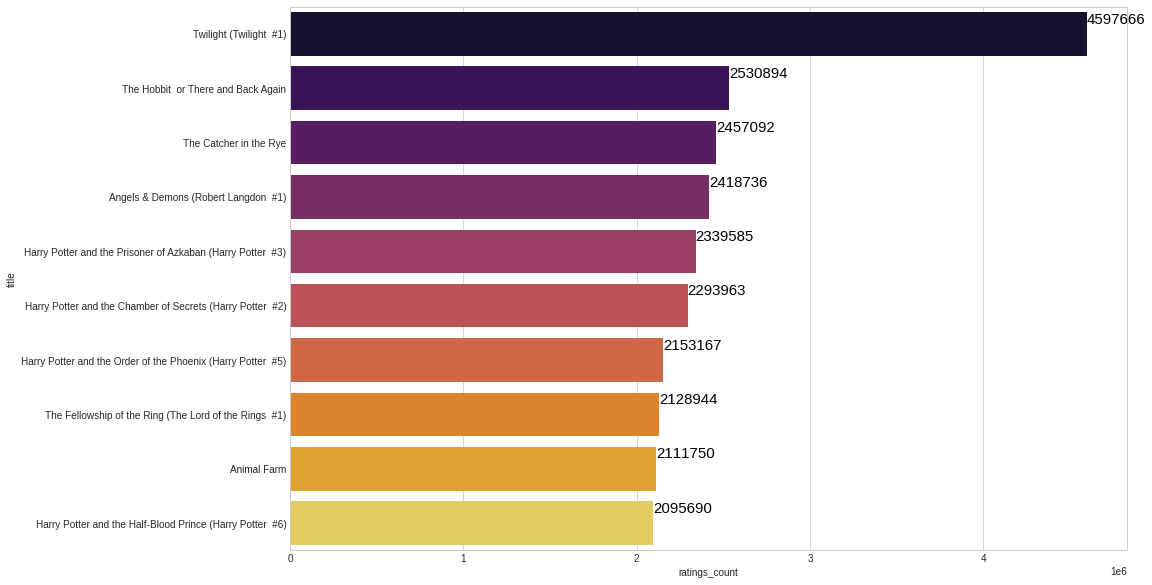 Twilight (Twilight  #1) 4597666
The Hobbit  or There and Back Again 2530894
The Catcher in the Rye 2457092
Angels & Demons (Robert Langdon  #1) 2418736
Harry Potter and the Prisoner of Azkaban (Harry Potter  #3) 2339585
title
Harry Potter and the Chamber of Secrets (Harry Potter  #2) 2293963
Harry Potter and the Order of the Phoenix (Harry Potter  #5) 2153167
The Fellowship of the Ring (The Lord of the Rings  #1) 2128944
Animal Farm 2111750
Harry Potter and the Half-Blood Prince (Harry Potter  #6) 2095690
0 1 2 3 4
ratings_count 1e6